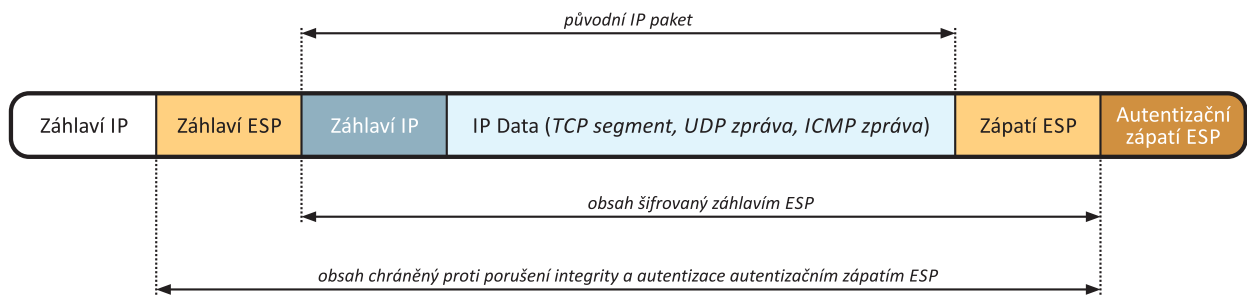 původní IP paket
Záhlaví IP
Záhlaví ESP
Záhlaví IP
IP Data (TCP segment, UDP zpráva, ICMP zpráva)
Zápatí ESP
Autentizační
zápatí ESP
obsah šifrovaný záhlavím ESP
obsah chráněný proti porušení integrity a autentizace autentizačním zápatím ESP